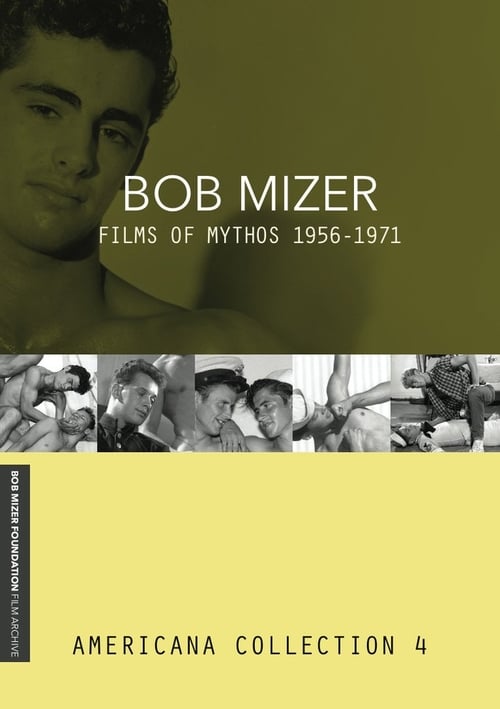 BOB MIZER
FILMS OF MYTHOS 1956-1971
BOB MIZER FOUNDATION FILM ARCHIVE
AMERICANA COLLECTION 4